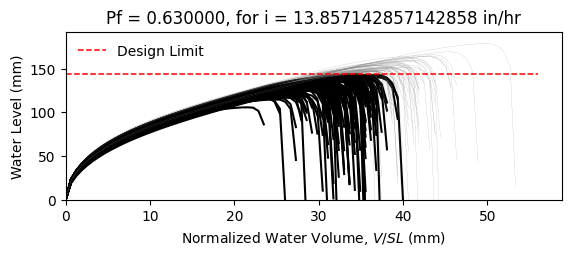 Pf = 0.630000, for i = 13.857142857142858 in/hr
Design Limit
Water Level (mm)
150
100
50
0
0 10 20 30 40 50
Normalized Water Volume, V/SL (mm)